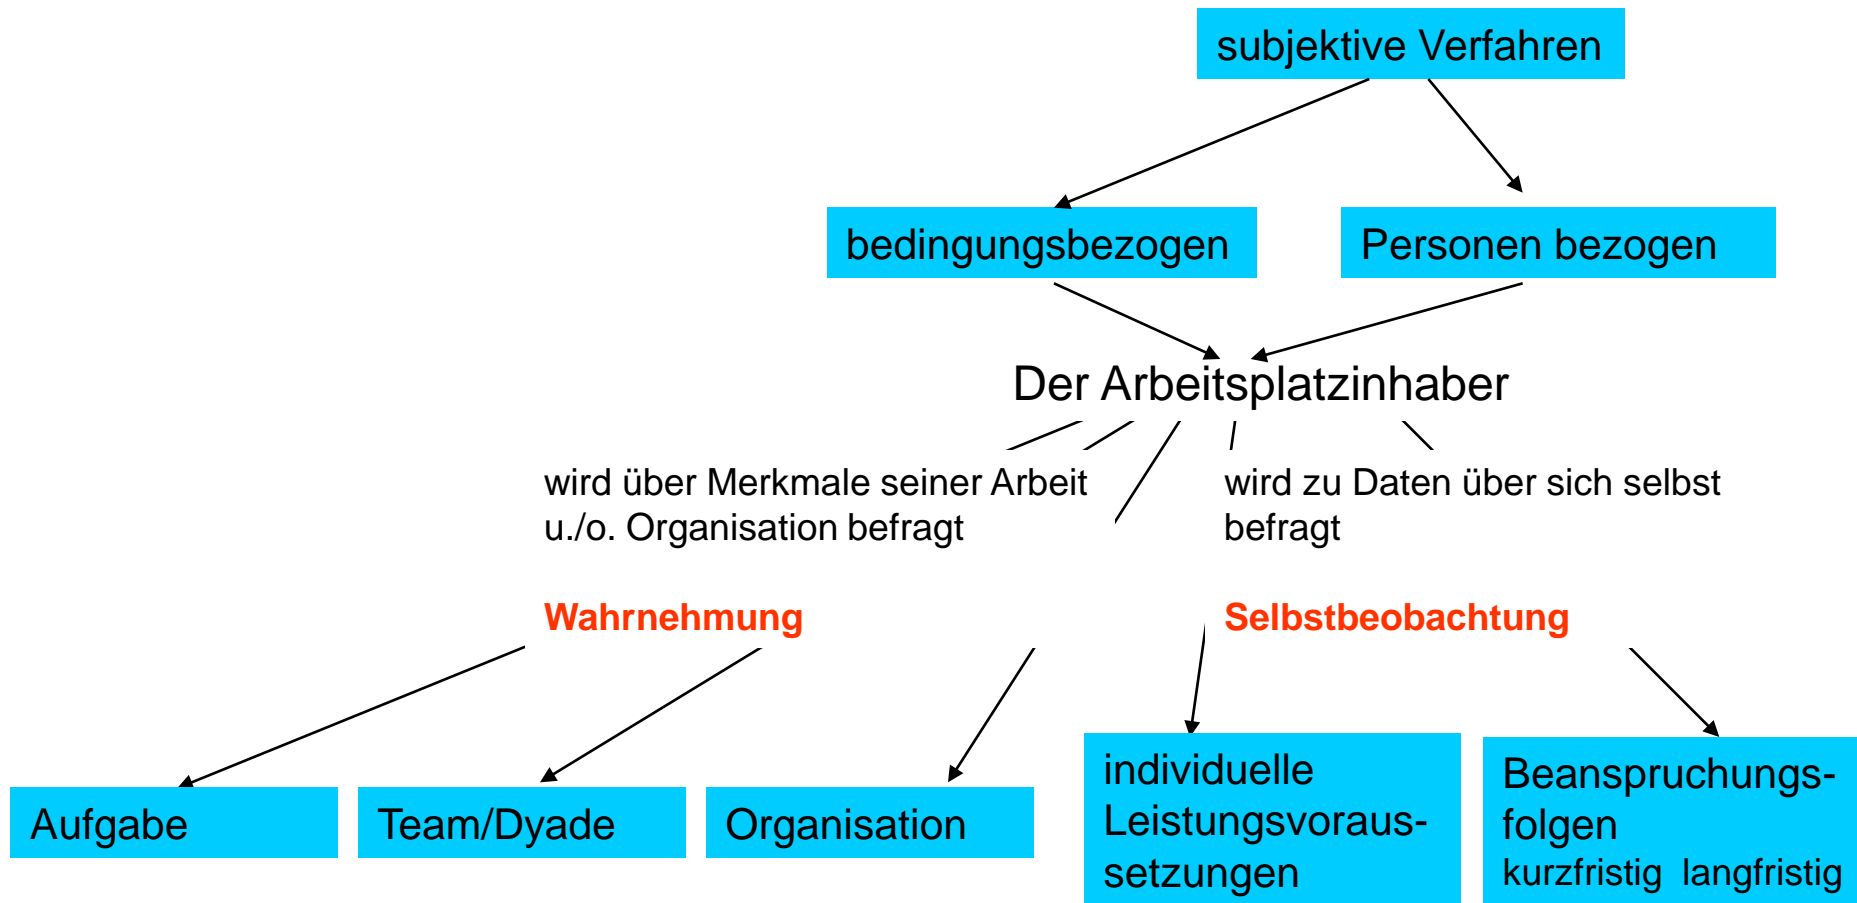 subjektive Verfahren
bedingungsbezogen
Personen bezogen
Der Arbeitsplatzinhaber
wird über Merkmale seiner Arbeit
u./o. Organisation befragt
Wahrnehmung
wird zu Daten über sich selbst
befragt
Selbstbeobachtung
Aufgabe
Team/Dyade
Organisation
individuelle
Leistungsvoraus-
setzungen
Beanspruchungs-
folgen
kurzfristig langfristig